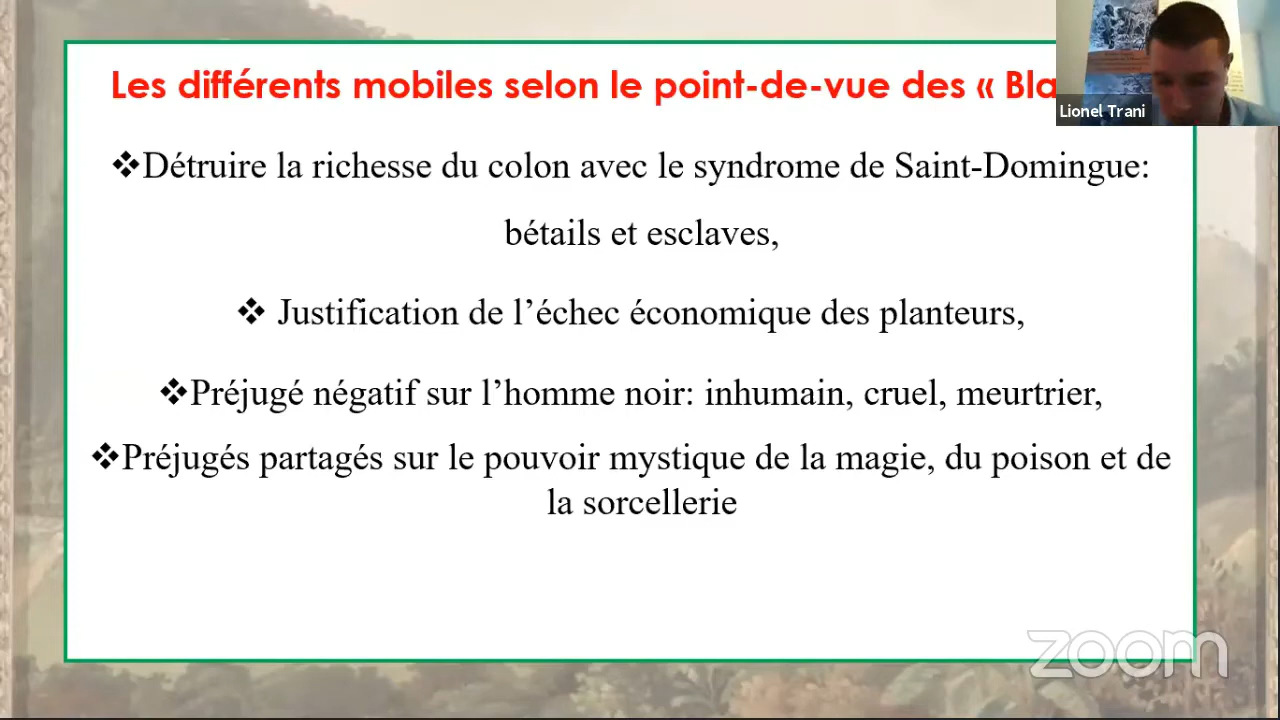 Les différents mobiles selon le point-de-vue des «
Lionel Trani
❖Détruire la richesse du colon avec le syndrome de Saint-Domingue:
bétails et esclaves,
❖ Justification de l’échec économique des planteurs,
❖Préjugé négatif sur l’homme noir: inhumain, cruel, meurtrier,
❖Préjugés partagés sur le pouvoir mystique de la magie, du poison et de
la sorcellerie
zoom